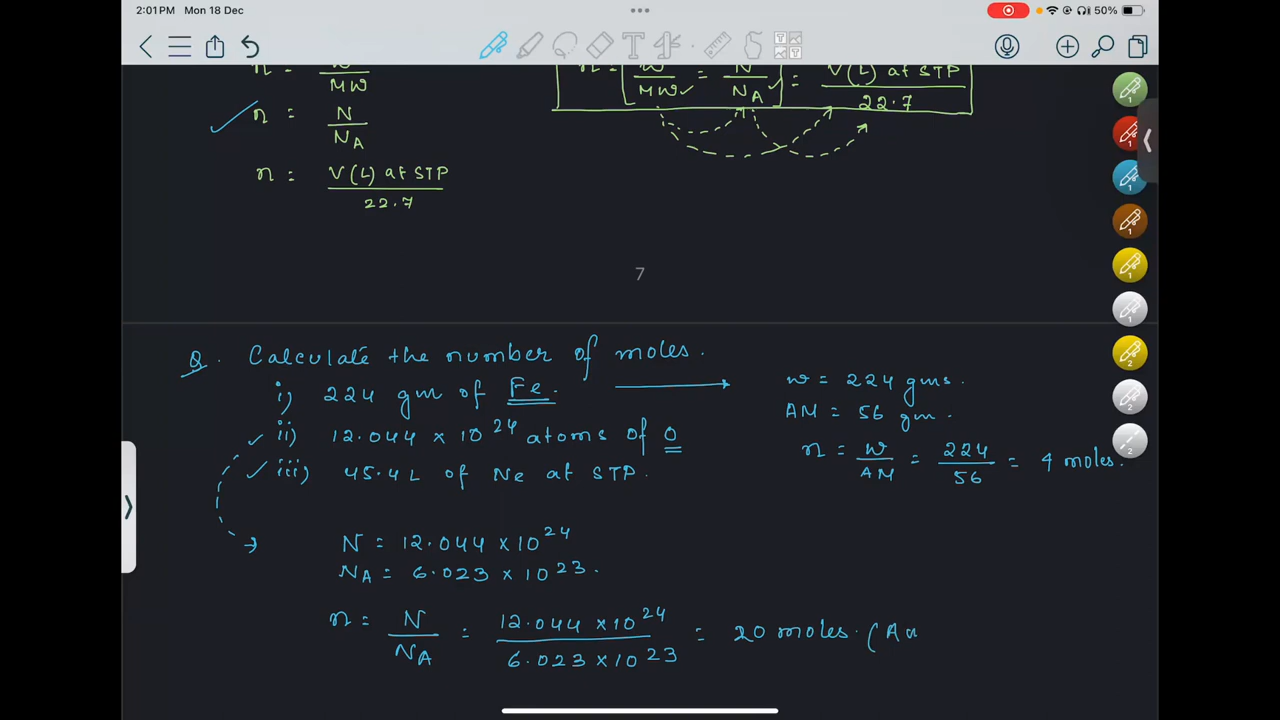 2:01PM Mon 18 Dec
50%
n = w/MW
n = N/NA
n = V(L) at STP/22.7
n = [w/MW = N/NA] = V(L) at STP/22.7
7
Q. Calculate the number of moles.
i) 224 gm of Fe.
ii) 12.044 × 10^24 atoms of O
iii) 45.4 L of Ne at STP.
w = 224 gms.
AM = 56 gm.
n = w/AM = 224/56 = 4 moles.
N = 12.044 × 10^24
NA = 6.023 × 10^23.
n = N/NA = 12.044 × 10^24/6.023 × 10^23 = 20 moles. (An